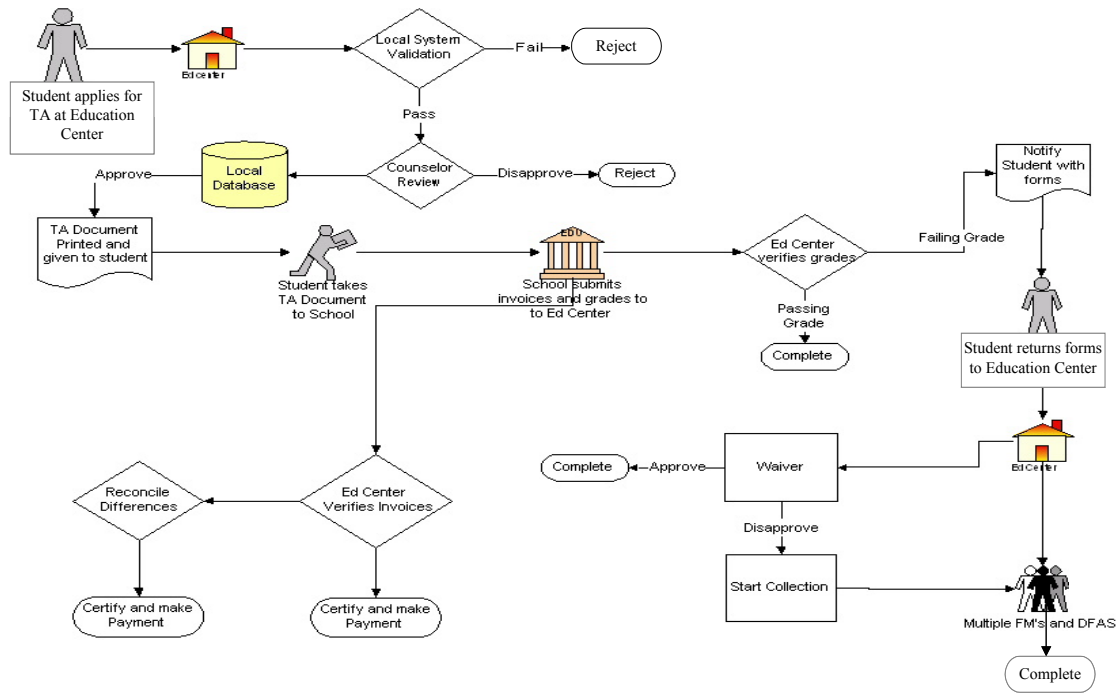 Student applies for
TA at Education
Center
Ed center
Local System
Validation
Fail
Reject
Pass
Counselor
Review
Disapprove
Reject
Local
Database
Approve
TA Document
Printed and
given to student
Student takes
TA Document
to School
EDU
School submits
invoices and grades to
to Ed Center
Ed Center
verifies grades
Failing Grade
Notify
Student with
forms
Passing
Grade
Complete
Student returns forms
to Education Center
Ed Center
Waiver
Approve
Complete
Disapprove
Start Collection
Multiple FM's and DFAS
Complete
Ed Center
Verifies Invoices
Reconcile
Differences
Certify and make
Payment
Certify and make
Payment